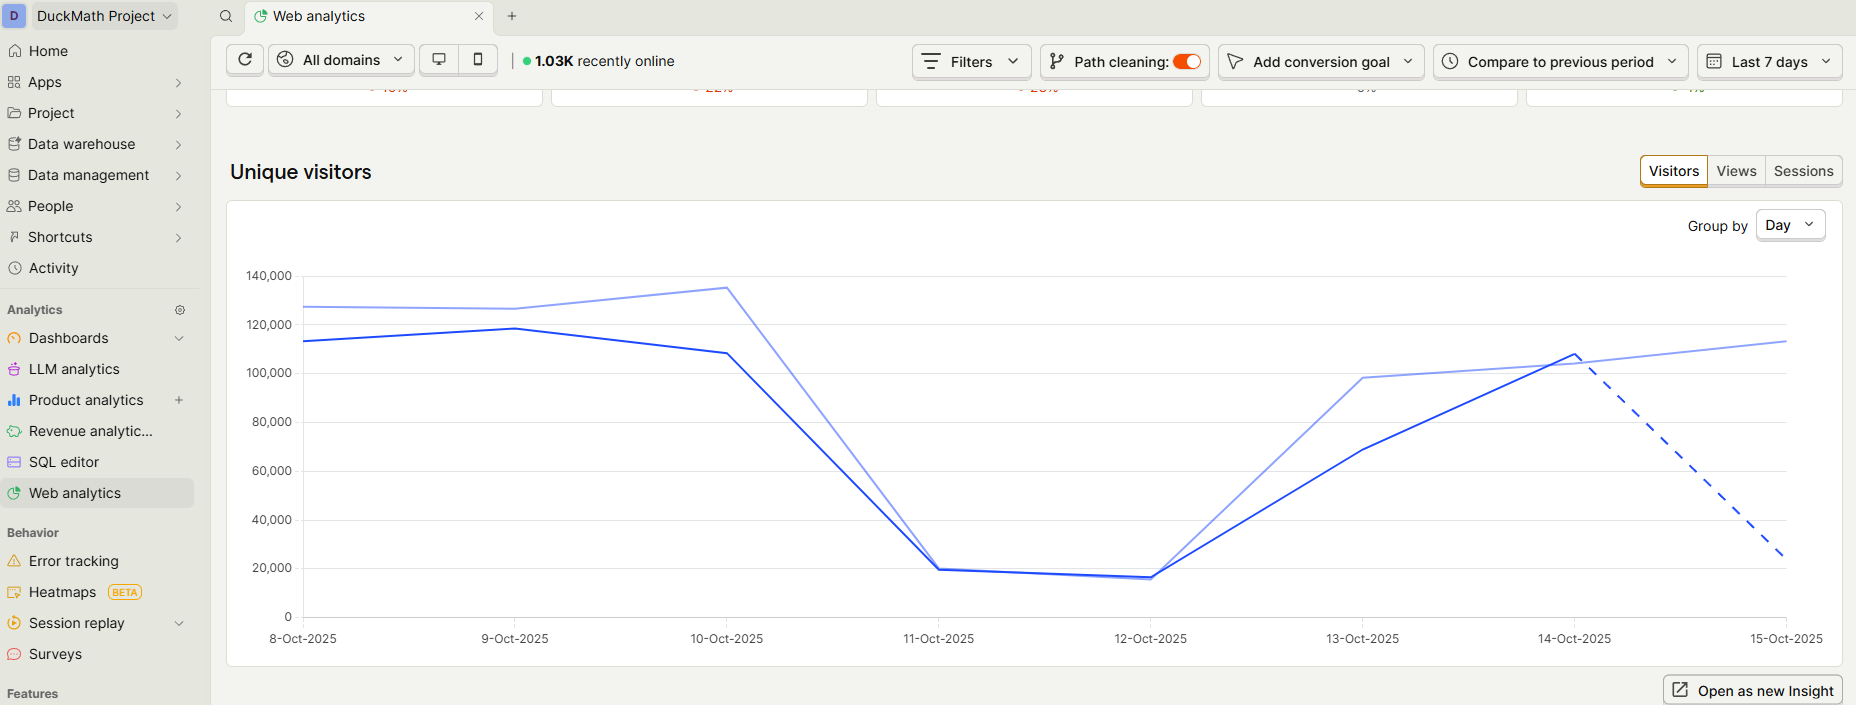 D DuckMath Project
Home
Apps
Project
Data warehouse
Data management
People
Shortcuts
Activity
Analytics
Dashboards
LLM analytics
Product analytics
Revenue analytic...
SQL editor
Web analytics
Behavior
Error tracking
Heatmaps BETA
Session replay
Surveys
Features
Web analytics
All domains
1.03K recently online
Filters
Path cleaning:
Add conversion goal
Compare to previous period
Last 7 days
Unique visitors
Visitors Views Sessions
Group by Day
140,000
120,000
100,000
80,000
60,000
40,000
20,000
0
8-Oct-2025 9-Oct-2025 10-Oct-2025 11-Oct-2025 12-Oct-2025 13-Oct-2025 14-Oct-2025 15-Oct-2025
Open as new Insight